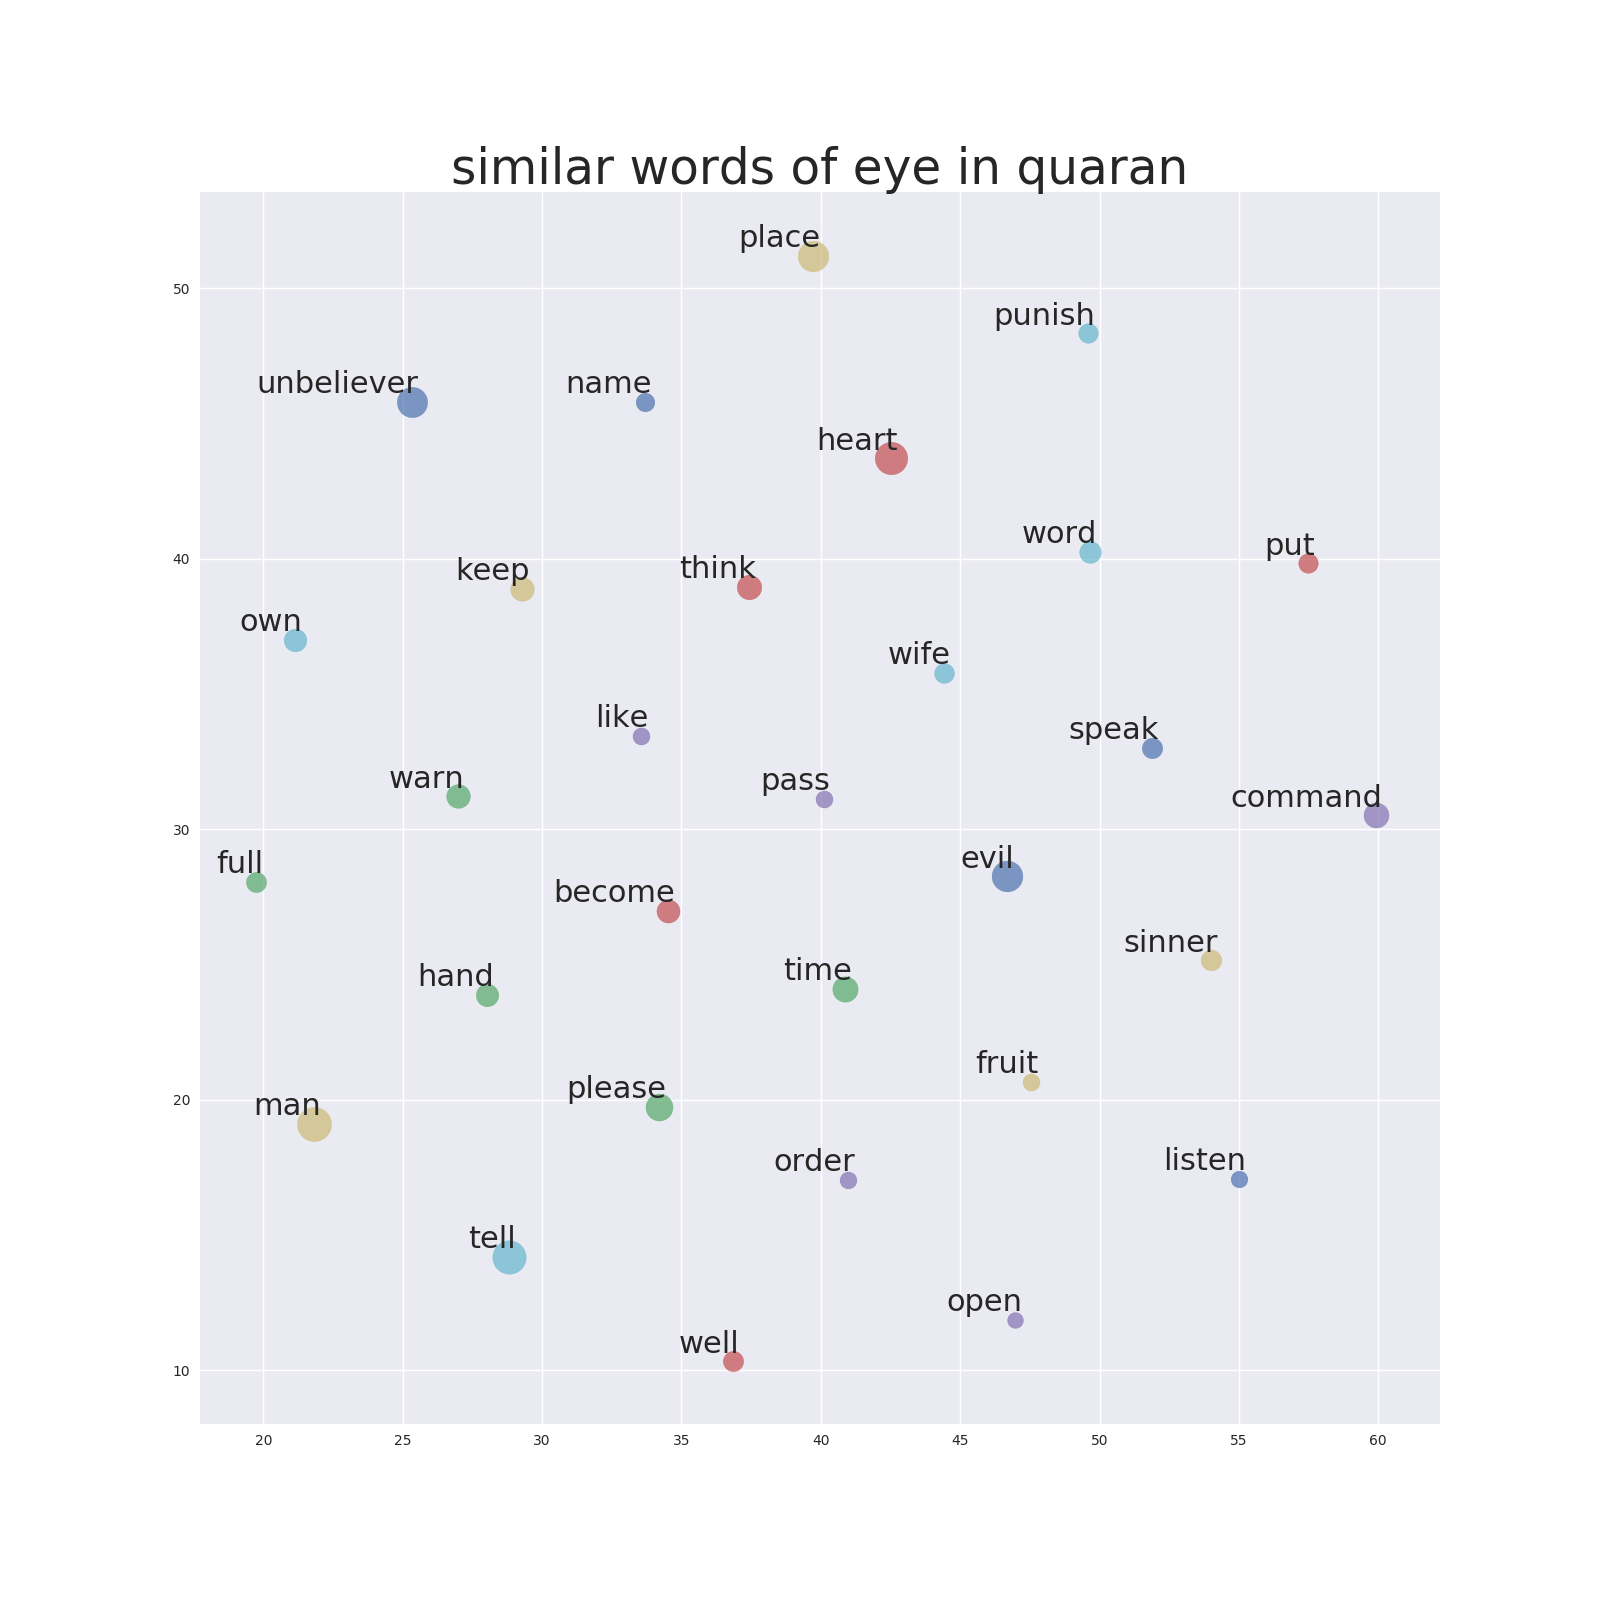 similar words of eye in quaran
place
50
punish
unbeliever
name
heart
word
put
40
think
keep
own
wife
like
speak
warn
pass
command
30
evil
full
become
sinner
time
hand
fruit
please
20
man
order
listen
tell
open
well
10
20 25 30 35 40 45 50 55 60